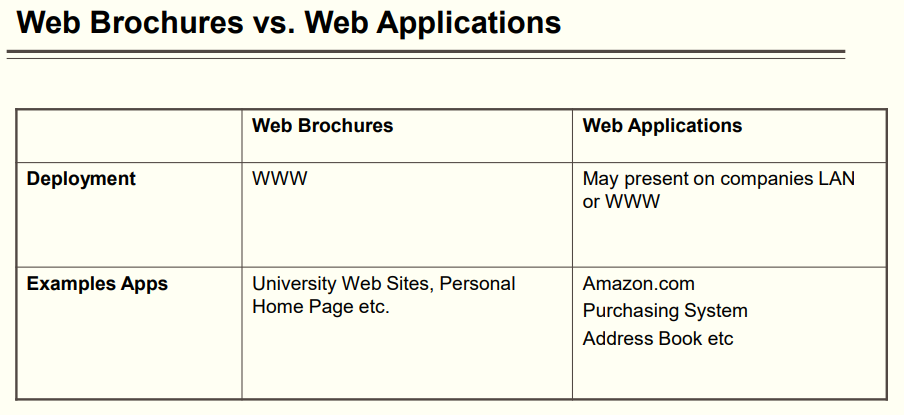 Web Brochures vs. Web Applications
Web Brochures
Web Applications
Deployment
WWW
May present on companies LAN
or WWW
Examples Apps
University Web Sites, Personal
Home Page etc.
Amazon.com
Purchasing System
Address Book etc